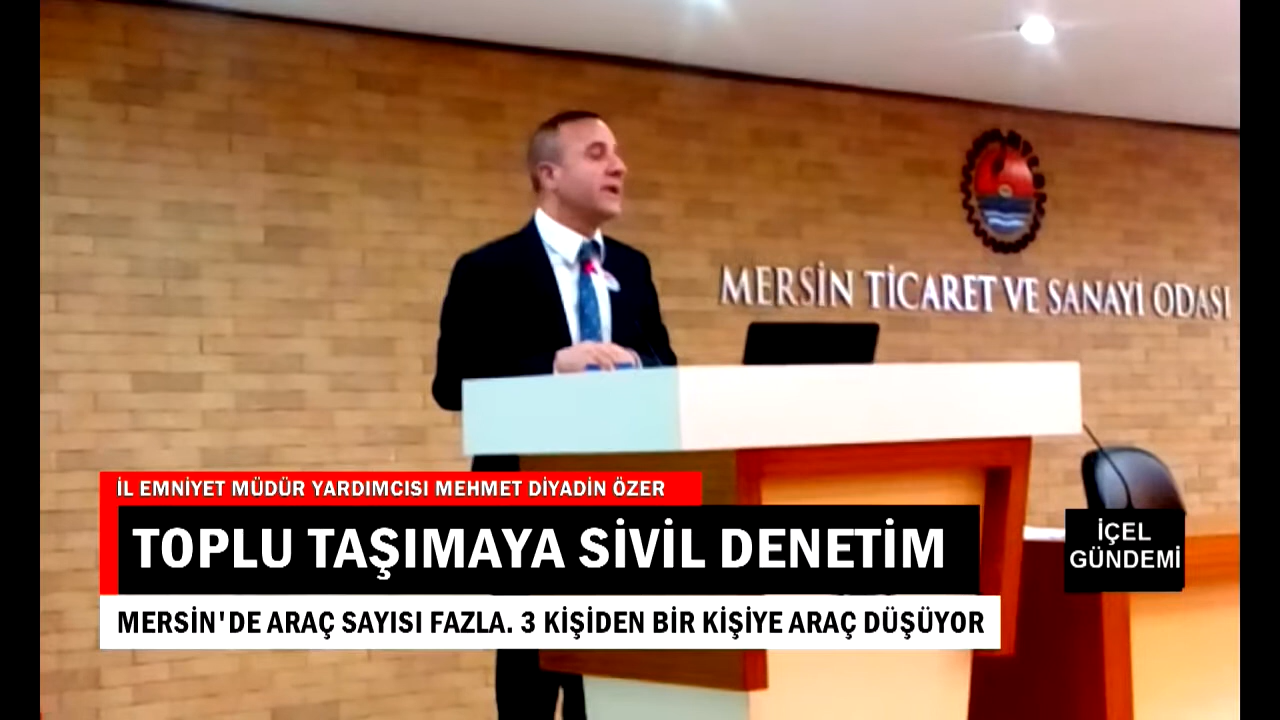 MERSİN TİCARET VE SANAYİ ODASI
İL EMNİYET MÜDÜR YARDIMCISI MEHMET DİYADİN ÖZER
TOPLU TAŞIMAYA SİVİL DENETİM
İÇEL
GÜNDEMİ
MERSİN'DE ARAÇ SAYISI FAZLA. 3 KİŞİDEN BİR KİŞİYE ARAÇ DÜŞÜYOR